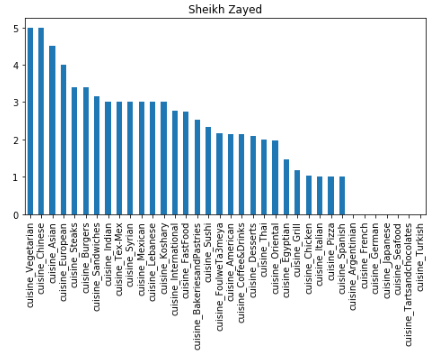 Sheikh Zayed
5
4
3
2
1
0
cuisine_Vegetarian
cuisine_Chinese
cuisine_Asian
cuisine_European
cuisine_Steaks
cuisine_Burgers
cuisine_Sandwiches
cuisine_Indian
cuisine_Tex-Mex
cuisine_Syrian
cuisine_Mexican
cuisine_Lebanese
cuisine_Koshary
cuisine_International
cuisine_FastFood
cuisine_BakeriesandPastries
cuisine_Sushi
cuisine_FoulweTa3meya
cuisine_American
cuisine_Coffee&Drinks
cuisine_Desserts
cuisine_Thai
cuisine_Oriental
cuisine_Egyptian
cuisine_Grill
cuisine_Chicken
cuisine_Italian
cuisine_Pizza
cuisine_Spanish
cuisine_Argentinian
cuisine_French
cuisine_German
cuisine_Japanese
cuisine_Seafood
cuisine_Tartsandchocolates
cuisine_Turkish